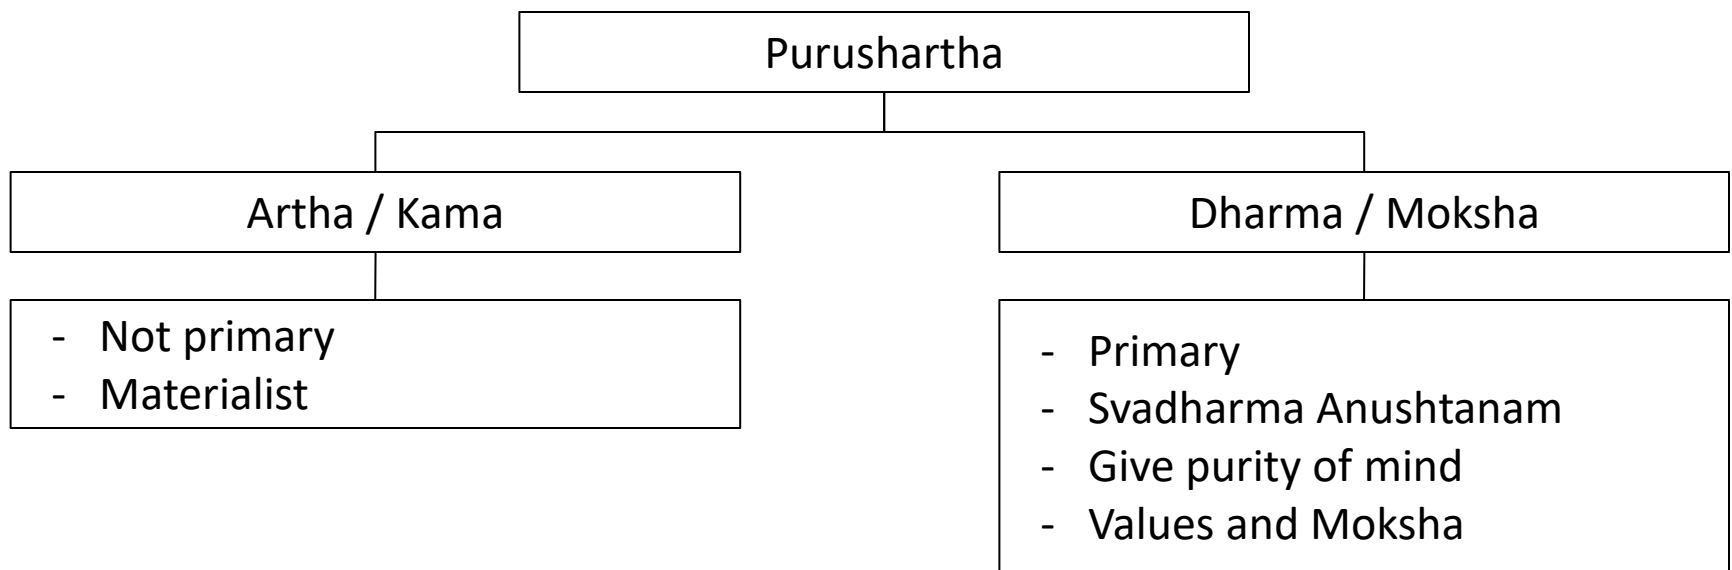 Purushartha
Artha / Kama
- Not primary
- Materialist
Dharma / Moksha
- Primary
- Svadharma Anushtanam
- Give purity of mind
- Values and Moksha